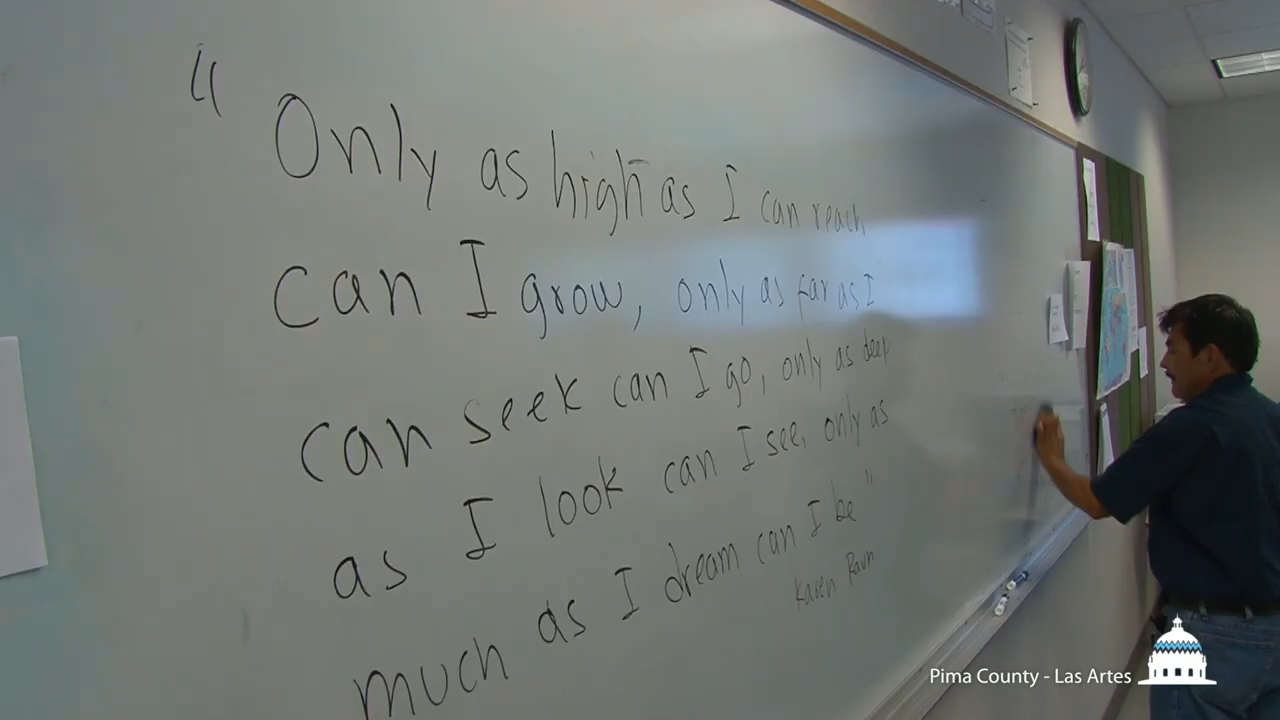 " Only as high as I can reach
can I grow, only as far as I
can seek can I go, only as deep
as I look can I see, only as
much as I dream can I be "
Karen Ravn
Pima County - Las Artes